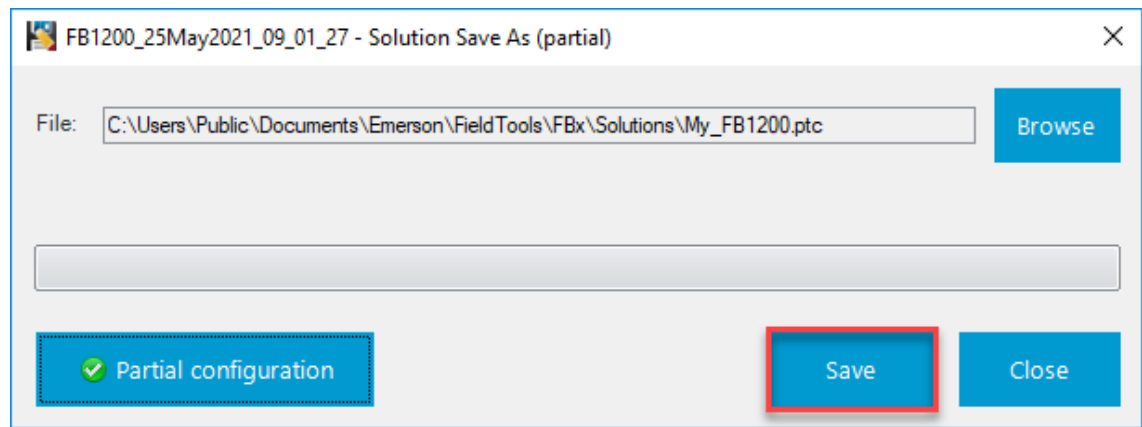 FB1200_25May2021_09_01_27 - Solution Save As (partial)
File: C:\Users\Public\Documents\Emerson\FieldTools\FBx\Solutions\My_FB1200.ptc Browse
Partial configuration Save Close